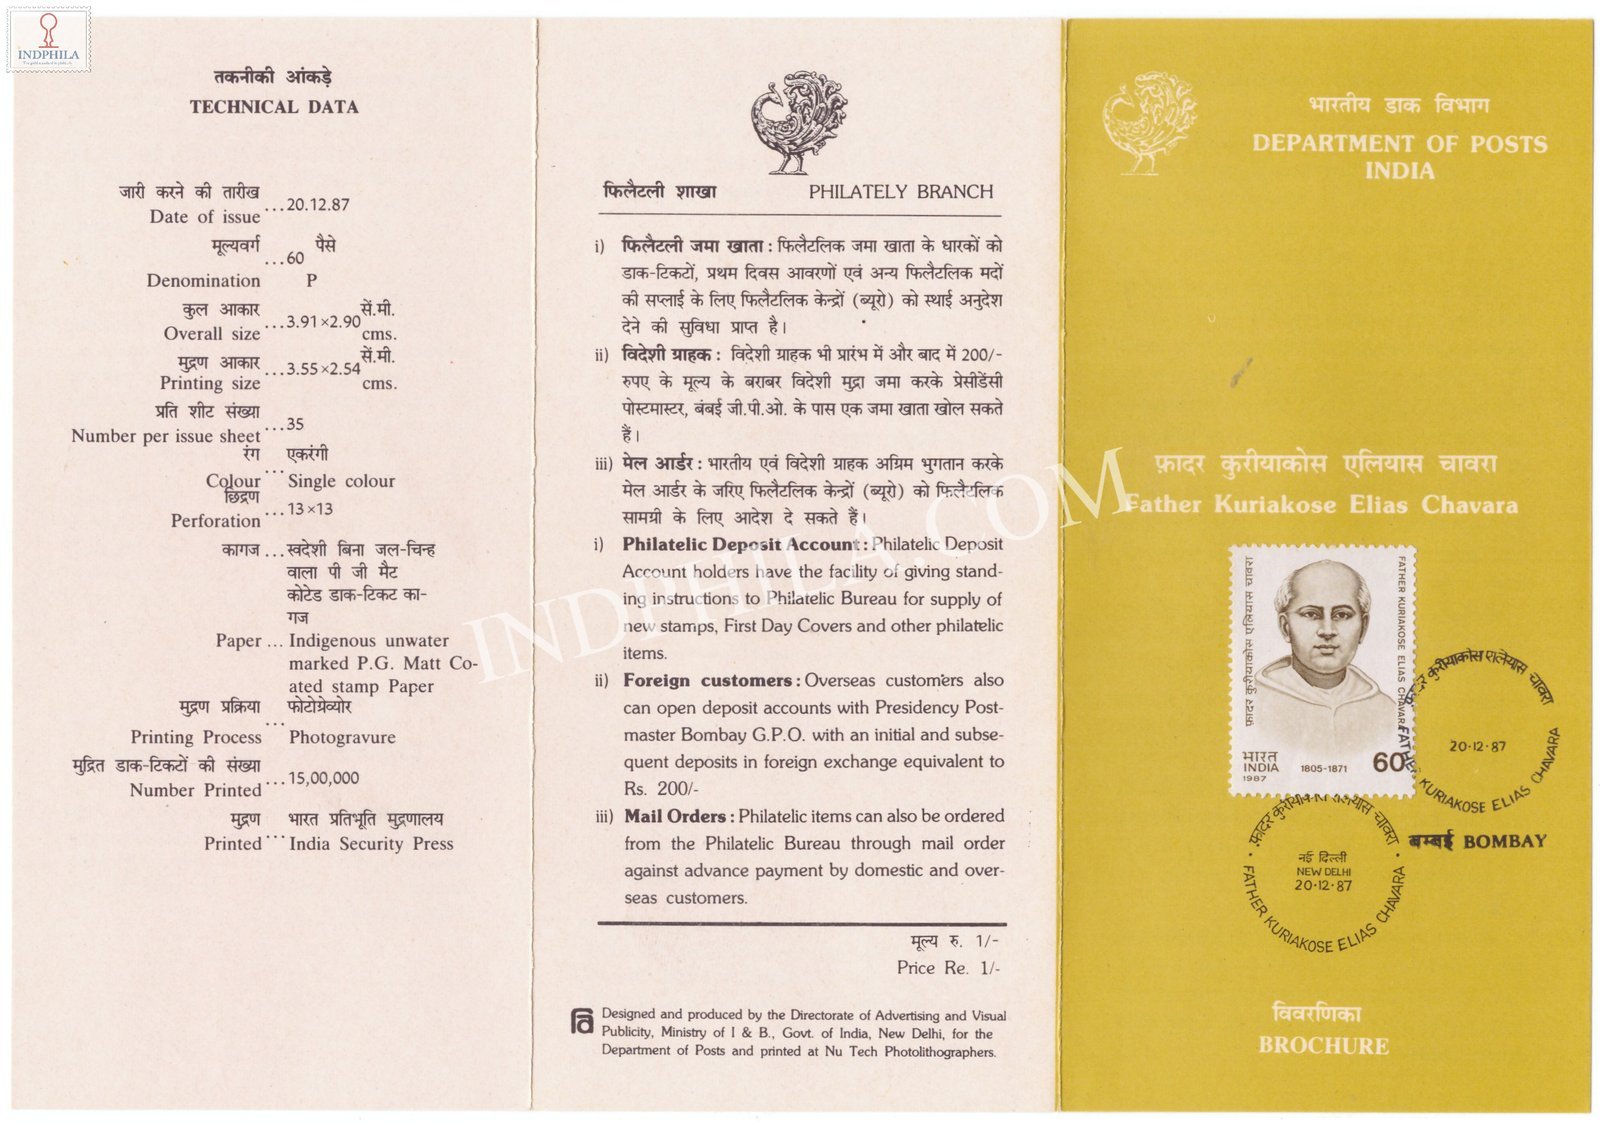 INDPHILA
तकनीकी आंकड़े
TECHNICAL DATA
जारी करने की तारीख
Date of issue ...20.12.87
मूल्यवर्ग पैसे
...60
Denomination P
कुल आकार सें.मी.
Overall size ...3.91×2.90 cms.
मुद्रण आकार सें.मी.
Printing size ...3.55×2.54 cms.
प्रति शीट संख्या
Number per issue sheet ...35
रंग एकरंगी
Colour ... Single colour
छिद्रण
Perforation ...13×13
कागज ... स्वदेशी बिना जल-चिन्ह
वाला पी जी मैट
कोटेड डाक-टिकट का-
गज
Paper ... Indigenous unwater
marked P.G. Matt Co-
ated stamp Paper
मुद्रण प्रक्रिया फोटोग्रेव्योर
...
Printing Process Photogravure
मुद्रित डाक-टिकटों की संख्या
Number Printed ...15,00,000
मुद्रण भारत प्रतिभूति मुद्रणालय
Printed ... India Security Press
फिलैटली शाखा PHILATELY BRANCH
i) फिलैटली जमा खाता : फिलैटलिक जमा खाता के धारकों को
डाक-टिकटों, प्रथम दिवस आवरणों एवं अन्य फिलैटलिक मदों
की सप्लाई के लिए फिलैटलिक केन्द्रों (ब्यूरो) को स्थाई अनुदेश
देने की सुविधा प्राप्त है।
ii) विदेशी ग्राहक : विदेशी ग्राहक भी प्रारंभ में और बाद में 200/-
रुपए के मूल्य के बराबर विदेशी मुद्रा जमा करके प्रेसीडेंसी
पोस्टमास्टर, बंबई जी.पी.ओ. के पास एक जमा खाता खोल सकते
हैं।
iii) मेल आर्डर : भारतीय एवं विदेशी ग्राहक अग्रिम भुगतान करके
मेल आर्डर के जरिए फिलैटलिक केन्द्रों (ब्यूरो) को फिलैटलिक
सामग्री के लिए आदेश दे सकते हैं।
i) Philatelic Deposit Account : Philatelic Deposit
Account holders have the facility of giving stand-
ing instructions to Philatelic Bureau for supply of
new stamps, First Day Covers and other philatelic
items.
ii) Foreign customers : Overseas customers also
can open deposit accounts with Presidency Post-
master Bombay G.P.O. with an initial and subse-
quent deposits in foreign exchange equivalent to
Rs. 200/-
iii) Mail Orders : Philatelic items can also be ordered
from the Philatelic Bureau through mail order
against advance payment by domestic and over-
seas customers.
मूल्य रु. 1/-
Price Re. 1/-
Designed and produced by the Directorate of Advertising and Visual
Publicity, Ministry of I & B., Govt. of India, New Delhi, for the
Department of Posts and printed at Nu Tech Photolithographers.
INDPHILA.COM
भारतीय डाक विभाग
DEPARTMENT OF POSTS
INDIA
फ़ादर कुरीयाकोस एलियास चावरा
Father Kuriakose Elias Chavara
फ़ादर कुरीयाकोस एलियास चावरा
FATHER KURIAKOSE ELIAS CHAVARA
भारत
INDIA
1987
1805-1871
60
फ़ादर कुरीयाकोस एलियास चावरा
20·12·87
FATHER KURIAKOSE ELIAS CHAVARA
बम्बई BOMBAY
फ़ादर कुरीयाकोस एलियास चावरा
नई दिल्ली
NEW DELHI
20·12·87
FATHER KURIAKOSE ELIAS CHAVARA
विवरणिका
BROCHURE